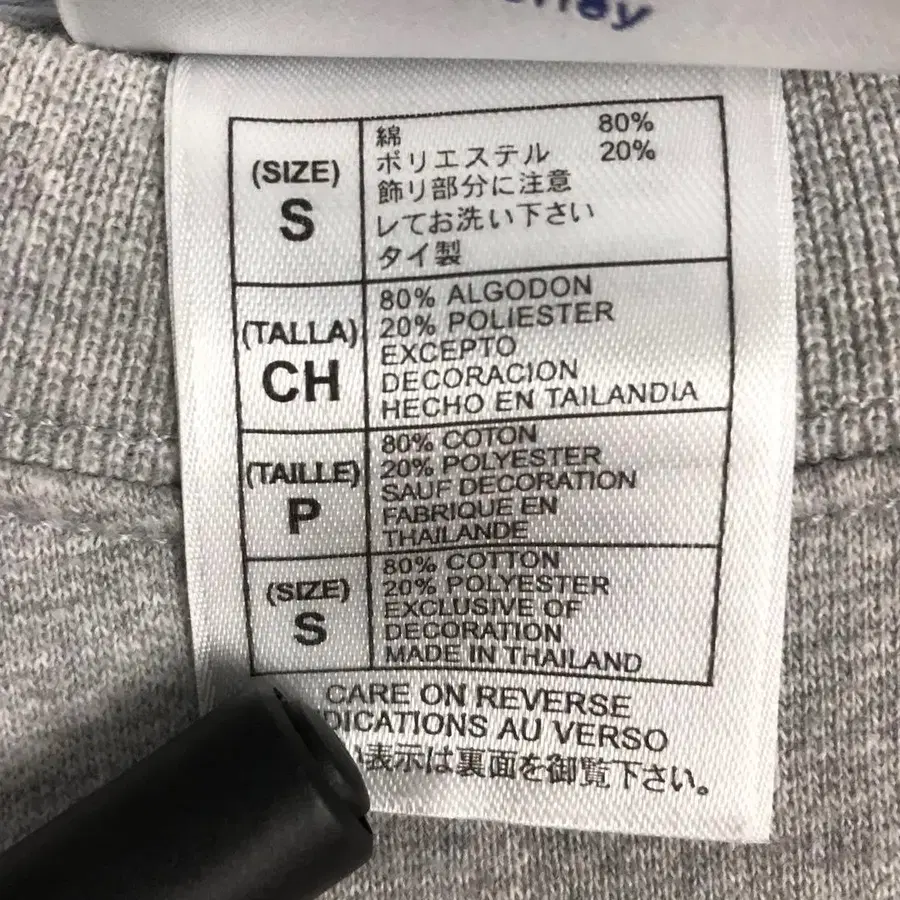 (SIZE)
S
綿 80%
ポリエステル 20%
飾り部分に注意
レてお洗い下さい
タイ製
(TALLA)
CH
80% ALGODON
20% POLIESTER
EXCEPTO
DECORACION
HECHO EN TAILANDIA
(TAILLE)
P
80% COTON
20% POLYESTER
SAUF DECORATION
FABRIQUE EN
THAILANDE
(SIZE)
S
80% COTTON
20% POLYESTER
EXCLUSIVE OF
DECORATION
MADE IN THAILAND
CARE ON REVERSE
DICATIONS AU VERSO
い表示は裏面を御覧下さい。